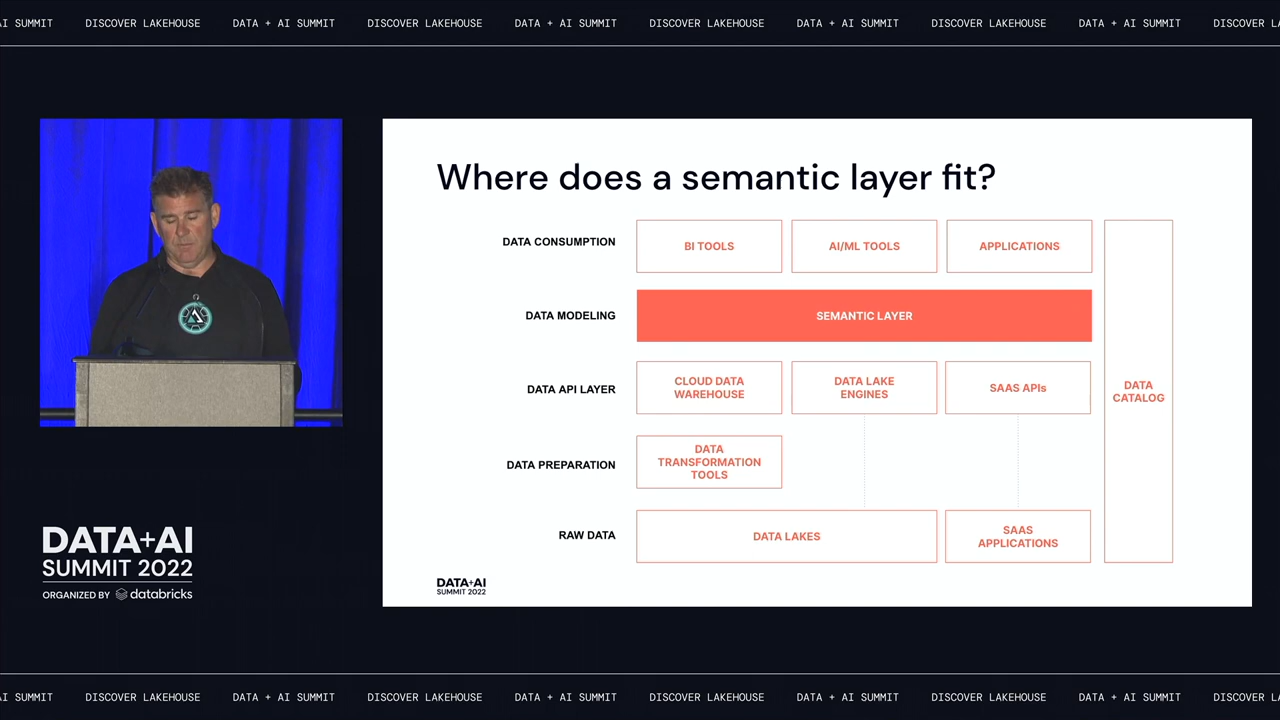 AI SUMMIT DISCOVER LAKEHOUSE DATA + AI SUMMIT DISCOVER LAKEHOUSE DATA + AI SUMMIT DISCOVER LAKEHOUSE DATA + AI SUMMIT DISCOVER LAKEHOUSE DATA + AI SUMMIT DISCOVER
Where does a semantic layer fit?
DATA CONSUMPTION
BI TOOLS
AI/ML TOOLS
APPLICATIONS
DATA MODELING
SEMANTIC LAYER
DATA API LAYER
CLOUD DATA
WAREHOUSE
DATA LAKE
ENGINES
SAAS APIs
DATA
CATALOG
DATA PREPARATION
DATA
TRANSFORMATION
TOOLS
RAW DATA
DATA LAKES
SAAS
APPLICATIONS
DATA+AI
SUMMIT 2022
DATA+AI
SUMMIT 2022
ORGANIZED BY databricks
AI SUMMIT DISCOVER LAKEHOUSE DATA + AI SUMMIT DISCOVER LAKEHOUSE DATA + AI SUMMIT DISCOVER LAKEHOUSE DATA + AI SUMMIT DISCOVER LAKEHOUSE DATA + AI SUMMIT DISCOVER